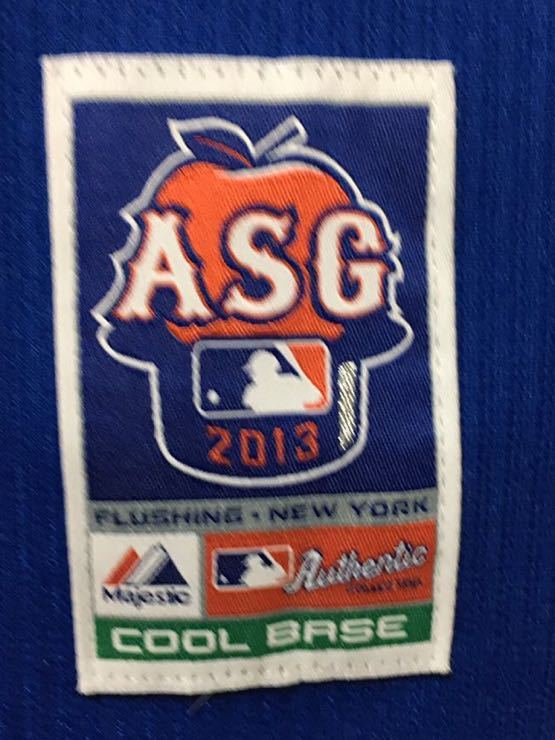 ASG
2013
FLUSHING • NEW YORK
Majestic
Authentic
COOL BASE